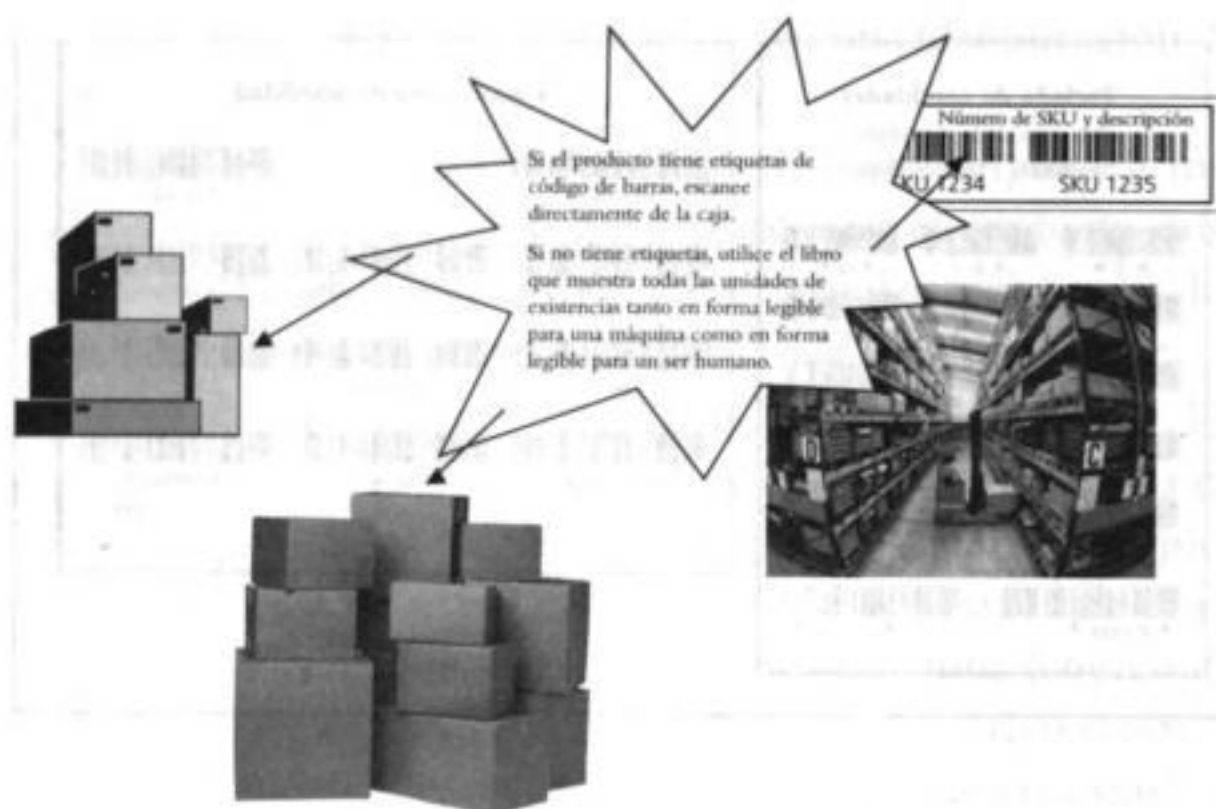 Número de SKU y descripción
KU 1234 SKU 1235
Si el producto tiene etiquetas de
código de barras, escanee
directamente de la caja.
Si no tiene etiquetas, utilice el libro
que muestra todas las unidades de
existencias tanto en forma legible
para una máquina como en forma
legible para un ser humano.
D
C